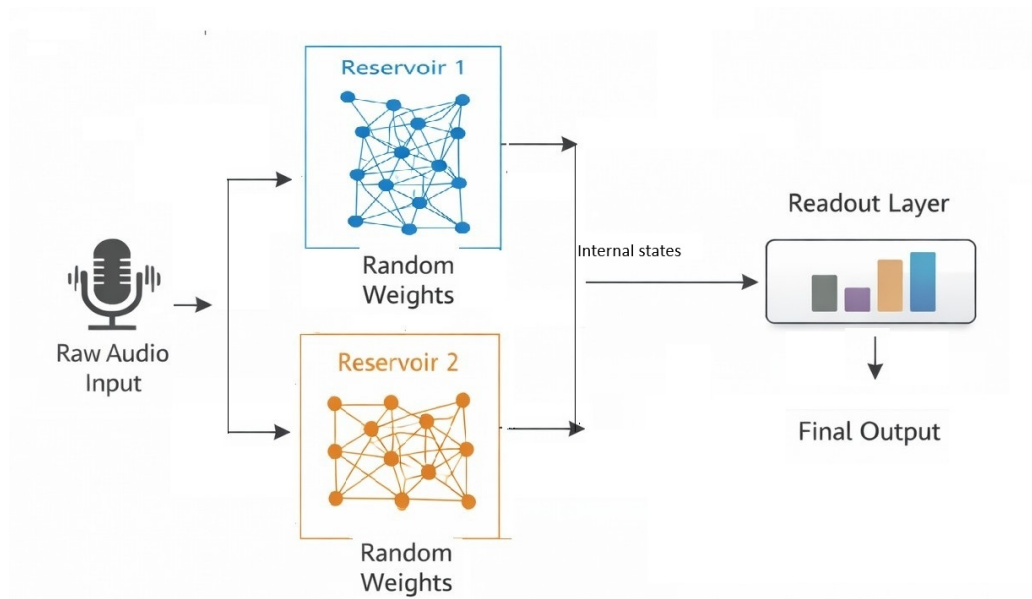 Reservoir 1
Random
Weights
Raw Audio
Input
Reservoir 2
Random
Weights
Internal states
Readout Layer
Final Output